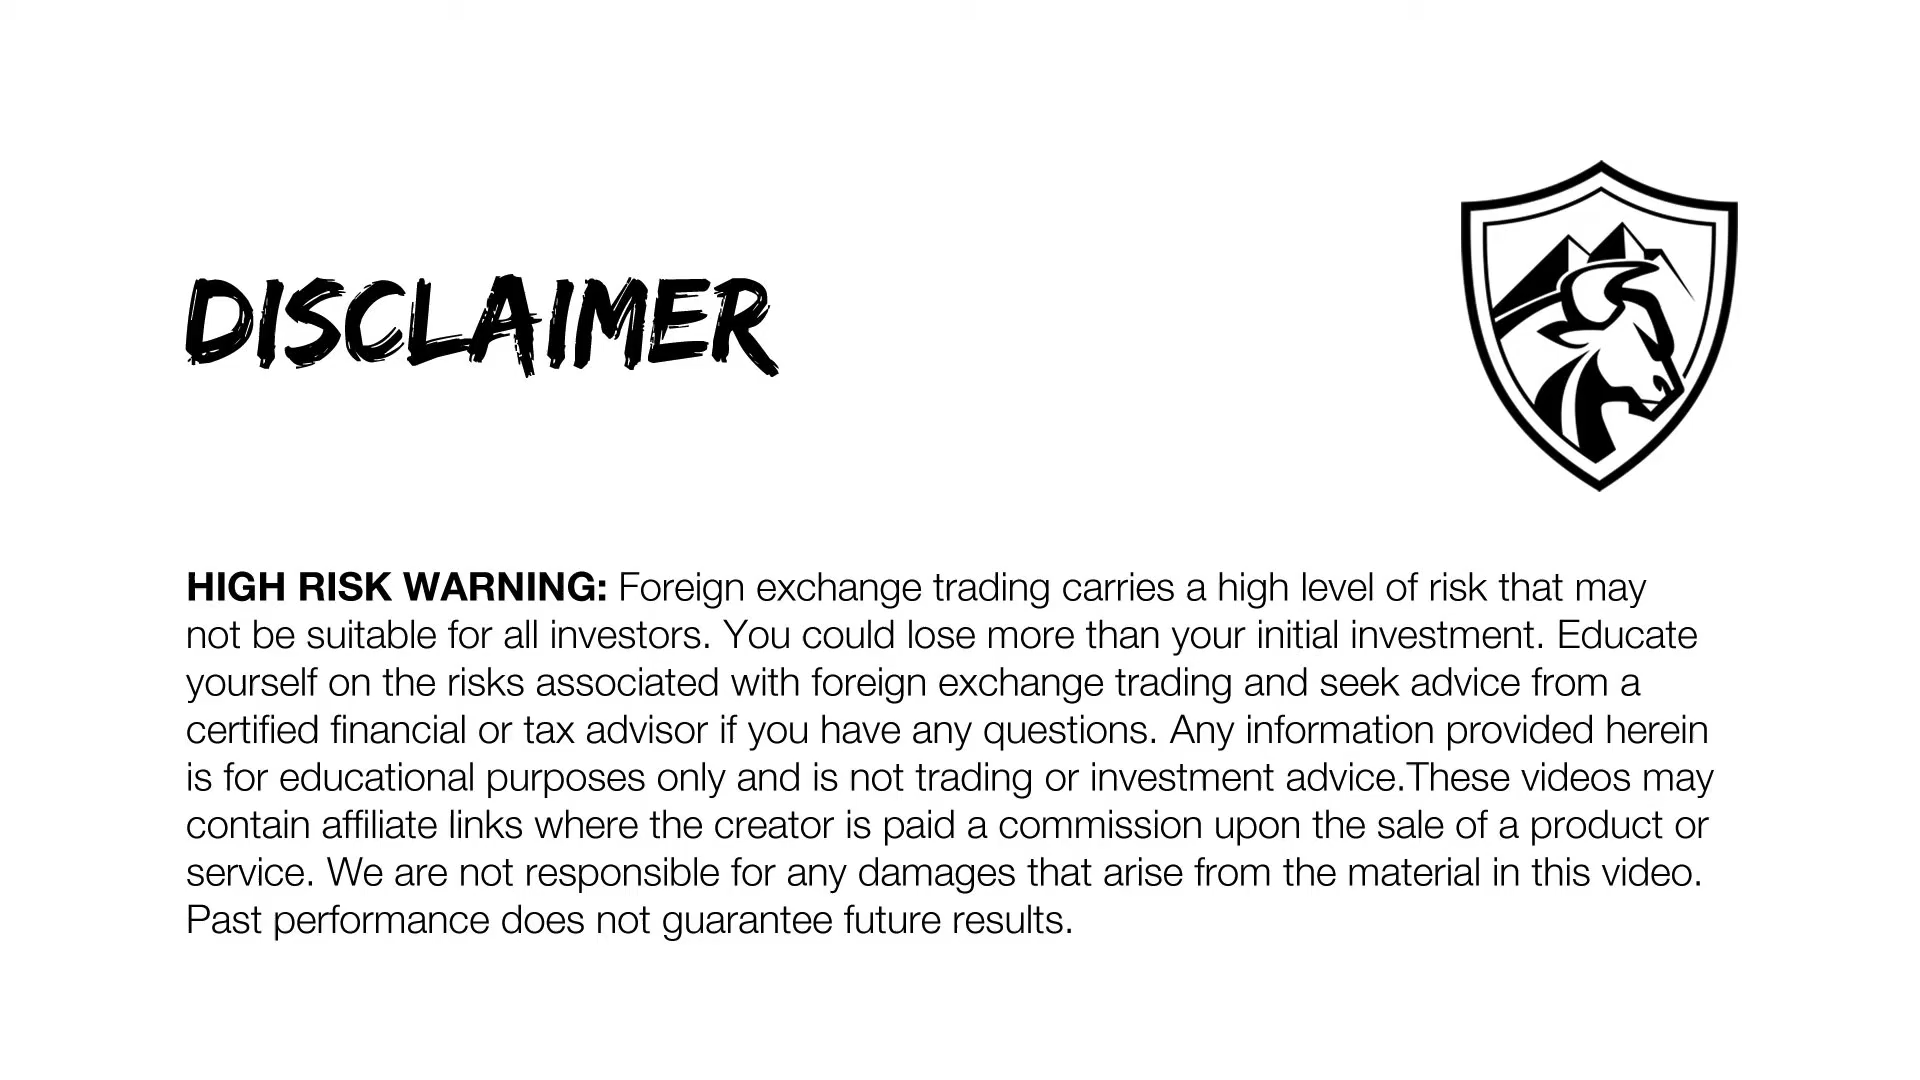 DISCLAIMER
HIGH RISK WARNING: Foreign exchange trading carries a high level of risk that may
not be suitable for all investors. You could lose more than your initial investment. Educate
yourself on the risks associated with foreign exchange trading and seek advice from a
certified financial or tax advisor if you have any questions. Any information provided herein
is for educational purposes only and is not trading or investment advice.These videos may
contain affiliate links where the creator is paid a commission upon the sale of a product or
service. We are not responsible for any damages that arise from the material in this video.
Past performance does not guarantee future results.